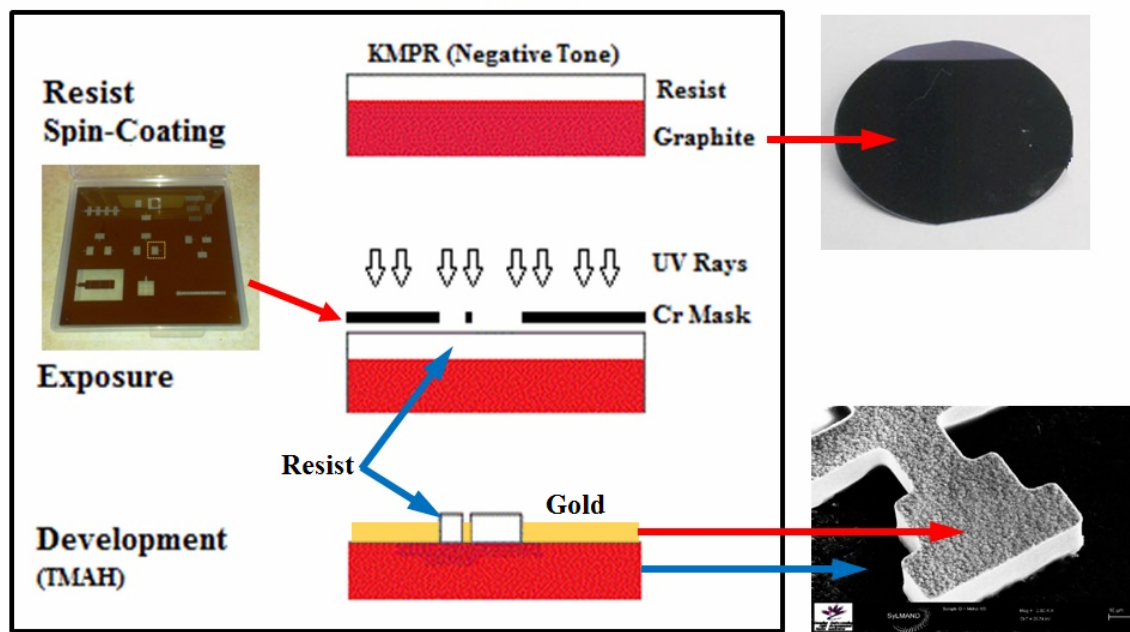 KMPR (Negative Tone)
Resist
Spin-Coating
Resist
Graphite
UV Rays
Cr Mask
Exposure
Resist
Gold
Development
(TMAH)
SyLMAND